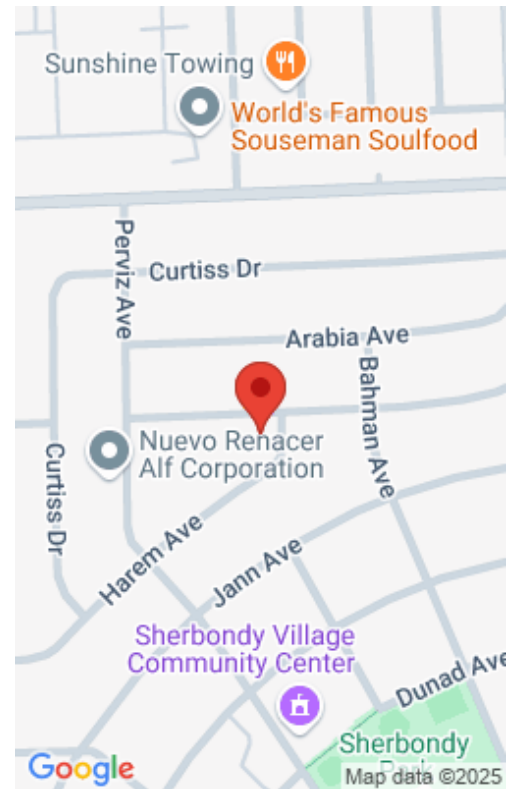 Sunshine Towing
World's Famous
Souseman Soulfood
Perviz Ave
Curtiss Dr
Arabia Ave
Bahman Ave
Nuevo Renacer
Alf Corporation
Curtiss Dr
Harem Ave
Jann Ave
Sherbondy Village
Community Center
Dunad Ave
Sherbondy
Park
Google
Map data ©2025